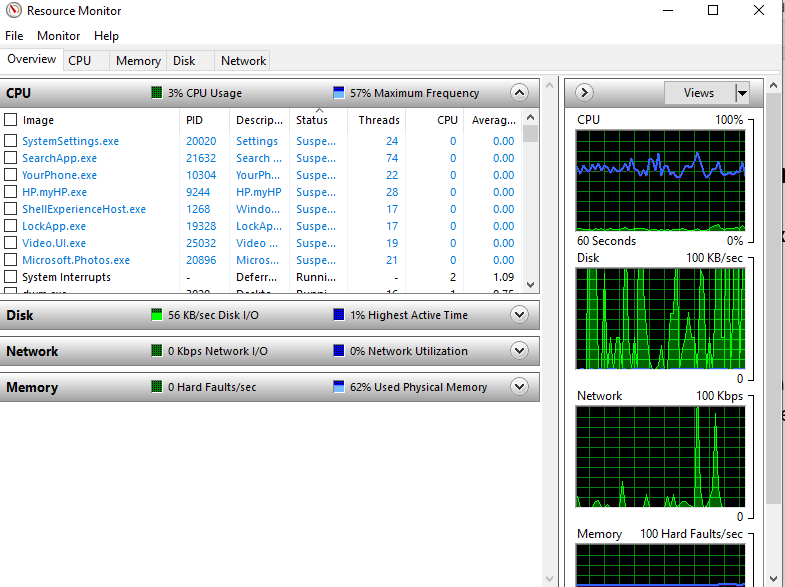 Resource Monitor
File Monitor Help
Overview CPU Memory Disk Network
CPU 3% CPU Usage 57% Maximum Frequency
Image PID Descrip... Status Threads CPU Averag...
SystemSettings.exe 20020 Settings Suspe... 24 0 0.00
SearchApp.exe 21632 Search ... Suspe... 74 0 0.00
YourPhone.exe 10304 YourPh... Suspe... 22 0 0.00
HP.myHP.exe 9244 HP.myHP Suspe... 28 0 0.00
ShellExperienceHost.exe 1268 Windo... Suspe... 17 0 0.00
LockApp.exe 19328 LockAp... Suspe... 17 0 0.00
Video.UI.exe 25032 Video ... Suspe... 19 0 0.00
Microsoft.Photos.exe 20896 Micros... Suspe... 21 0 0.00
System Interrupts - Deferr... Runni... - 2 1.09
Disk 56 KB/sec Disk I/O 1% Highest Active Time
Network 0 Kbps Network I/O 0% Network Utilization
Memory 0 Hard Faults/sec 62% Used Physical Memory
Views
CPU 100%
60 Seconds 0%
Disk 100 KB/sec
0
Network 100 Kbps
0
Memory 100 Hard Faults/sec